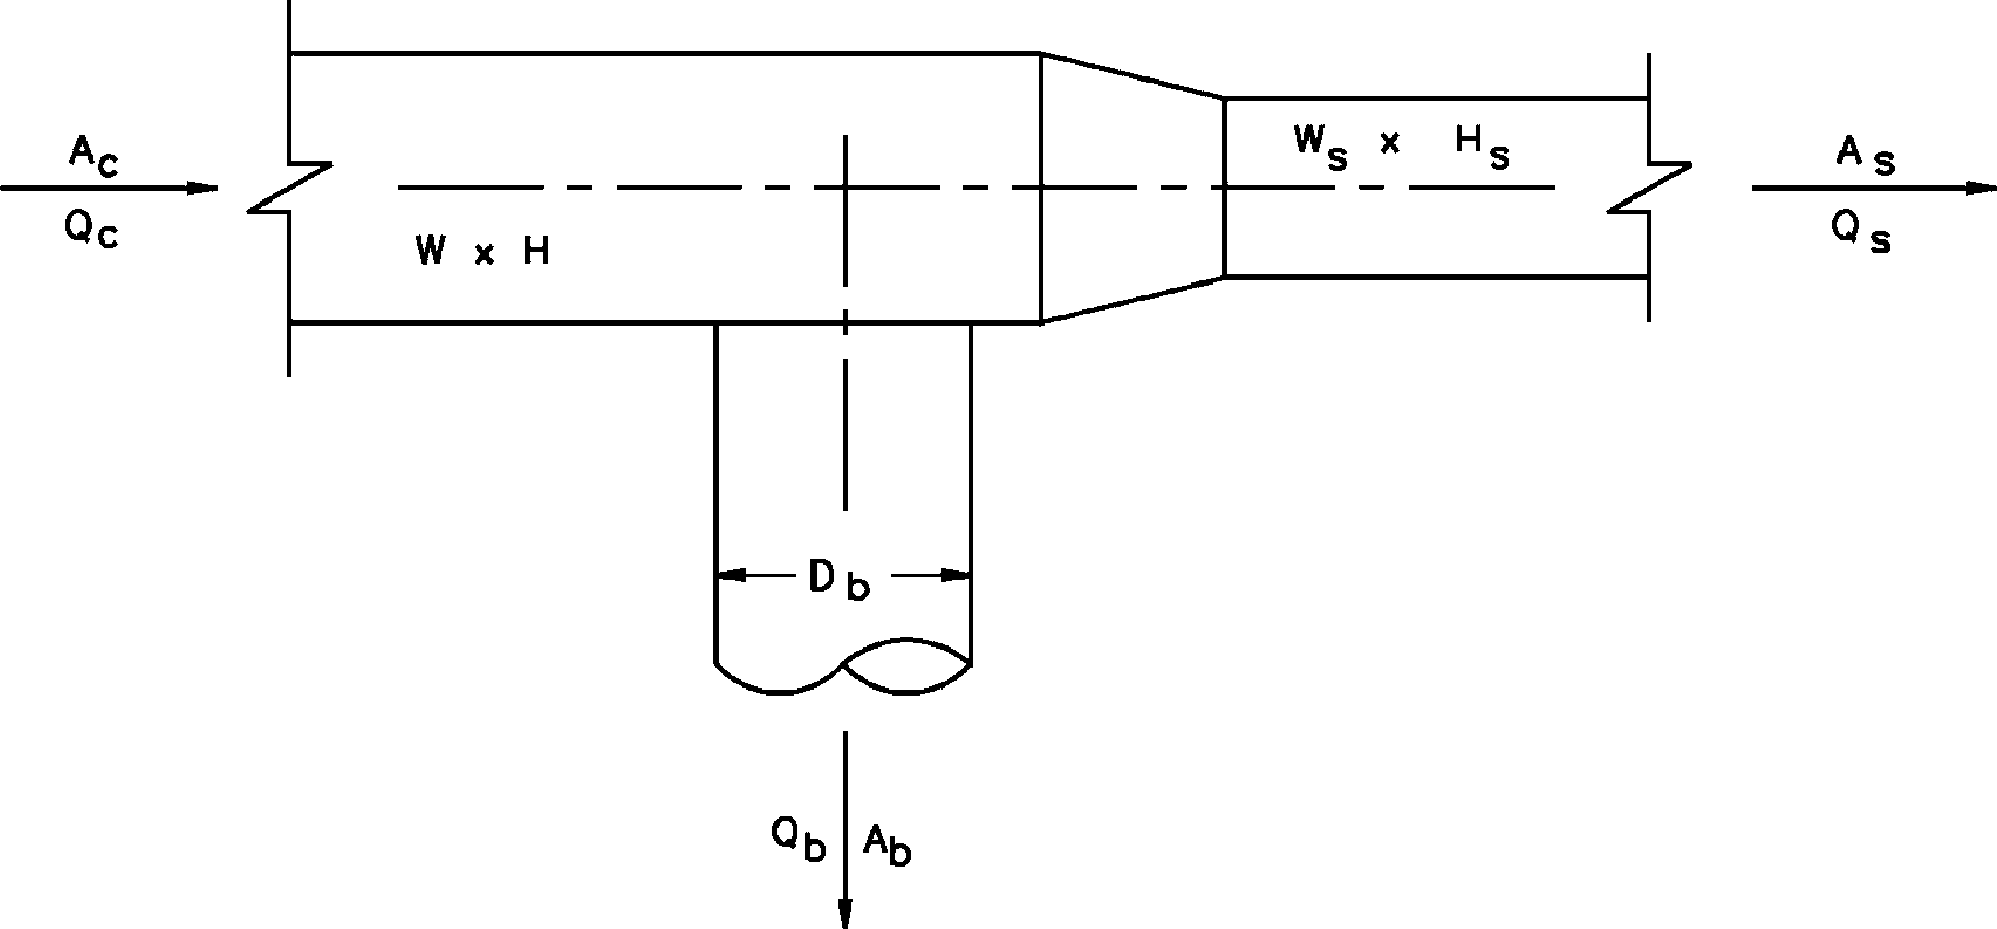 Ac
Qc
W x H
Ws x Hs
As
Qs
Db
Qb
Ab